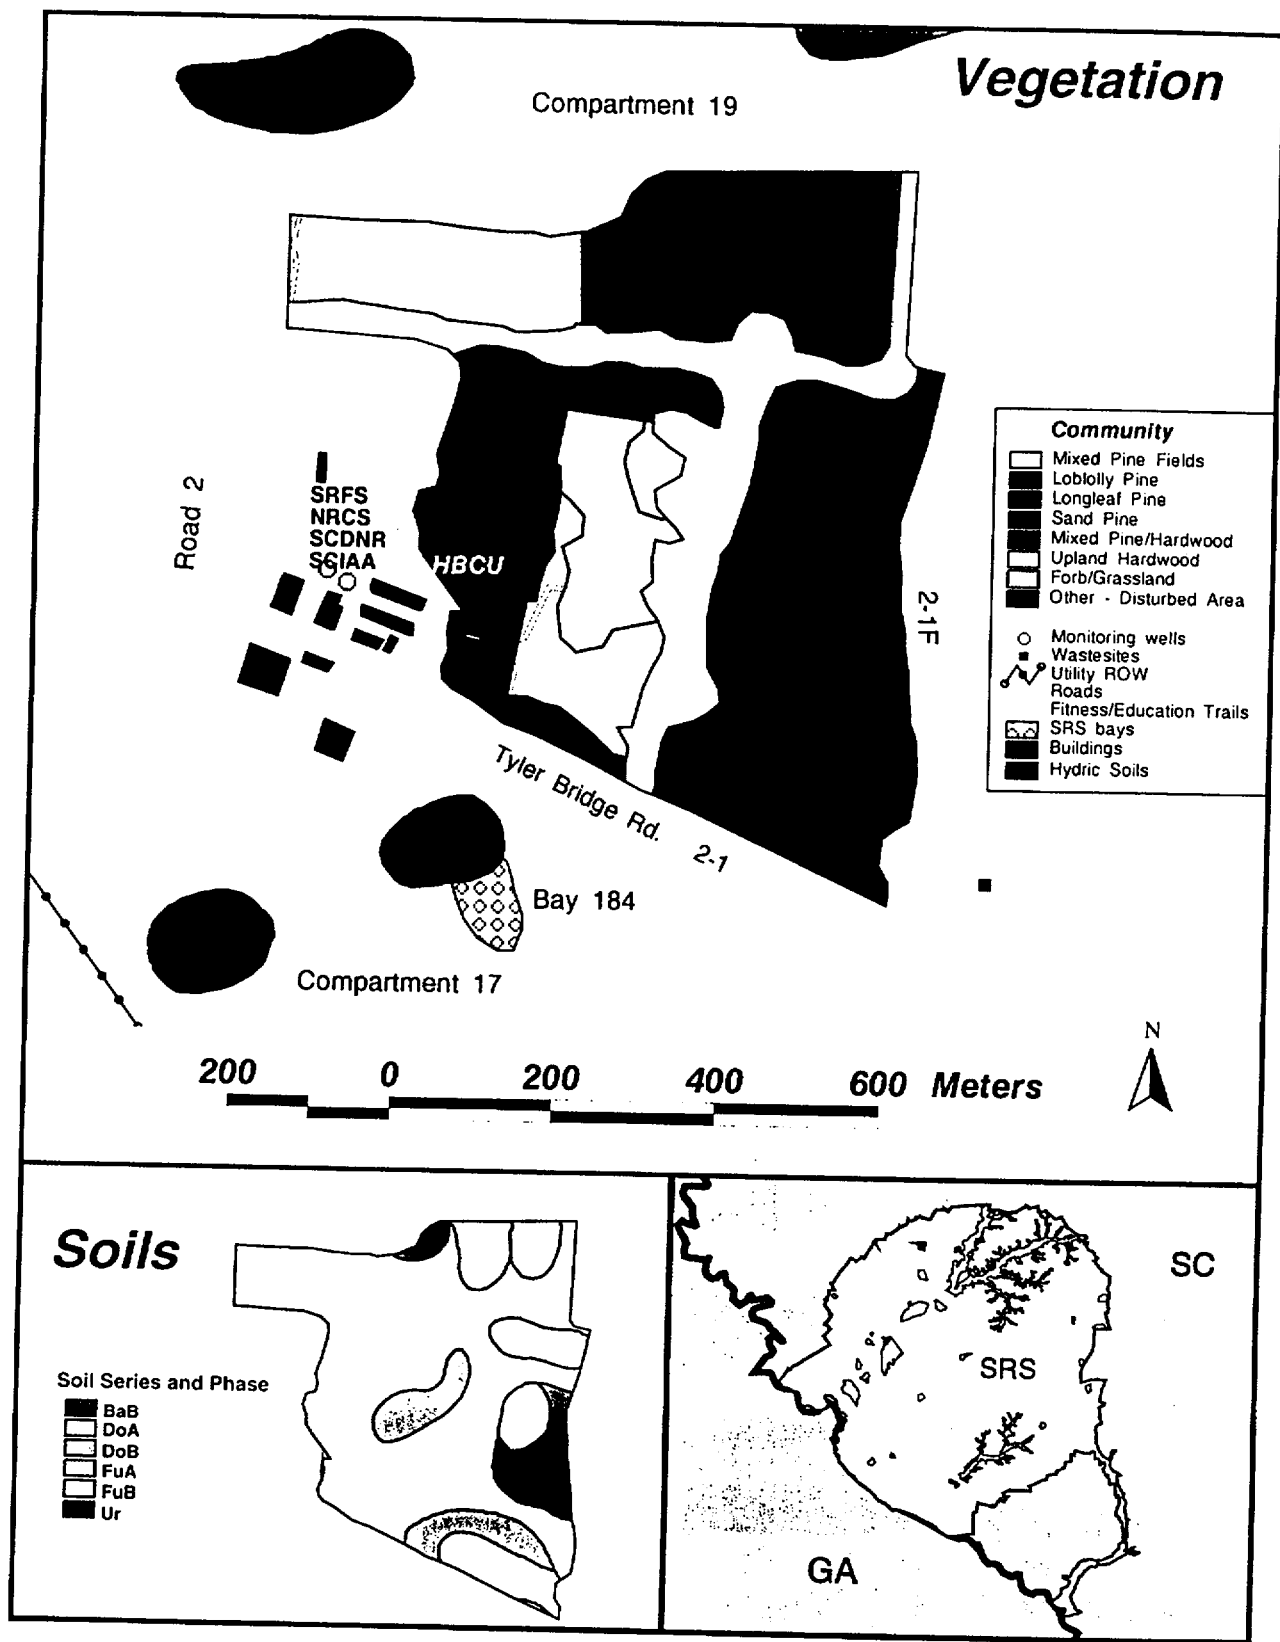 Vegetation
Compartment 19
Road 2
SRFS
NRCS
SCDNR
SCIAA
HBCU
2-1F
Community
Mixed Pine Fields
Loblolly Pine
Longleaf Pine
Sand Pine
Mixed Pine/Hardwood
Upland Hardwood
Forb/Grassland
Other - Disturbed Area
Monitoring wells
Wastesites
Utility ROW
Roads
Fitness/Education Trails
SRS bays
Buildings
Hydric Soils
Tyler Bridge Rd. 2-1
Bay 184
Compartment 17
N
200 0 200 400 600 Meters
Soils
Soil Series and Phase
BaB
DoA
DoB
FuA
FuB
Ur
SC
SRS
GA